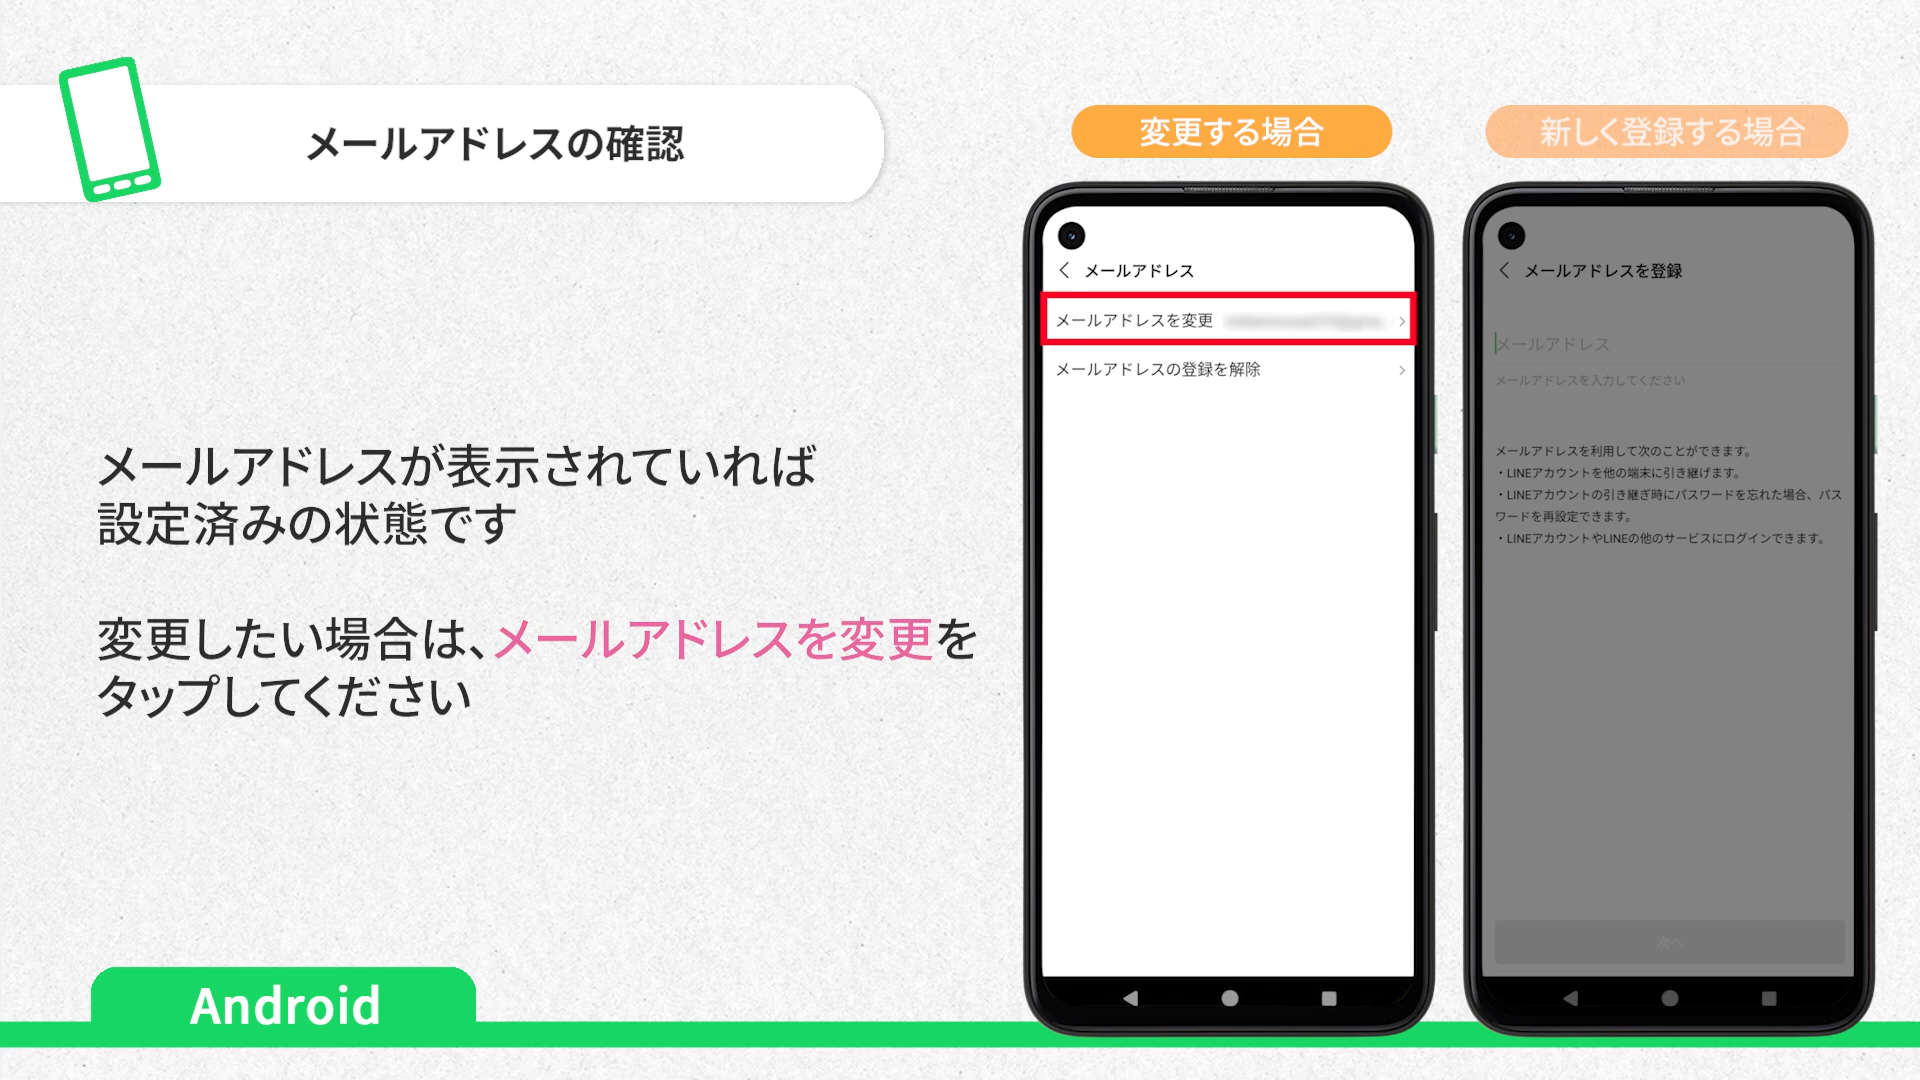 メールアドレスの確認
メールアドレスが表示されていれば
設定済みの状態です
変更したい場合は、メールアドレスを変更を
タップしてください
Android
変更する場合
メールアドレス
メールアドレスを変更
メールアドレスの登録を解除
新しく登録する場合
メールアドレスを登録
メールアドレス
メールアドレスを入力してください
メールアドレスを利用して次のことができます。
・LINEアカウントを他の端末に引き継げます。
・LINEアカウントの引き継ぎ時にパスワードを忘れた場合、パス
ワードを再設定できます。
・LINEアカウントやLINEの他のサービスにログインできます。
次へ